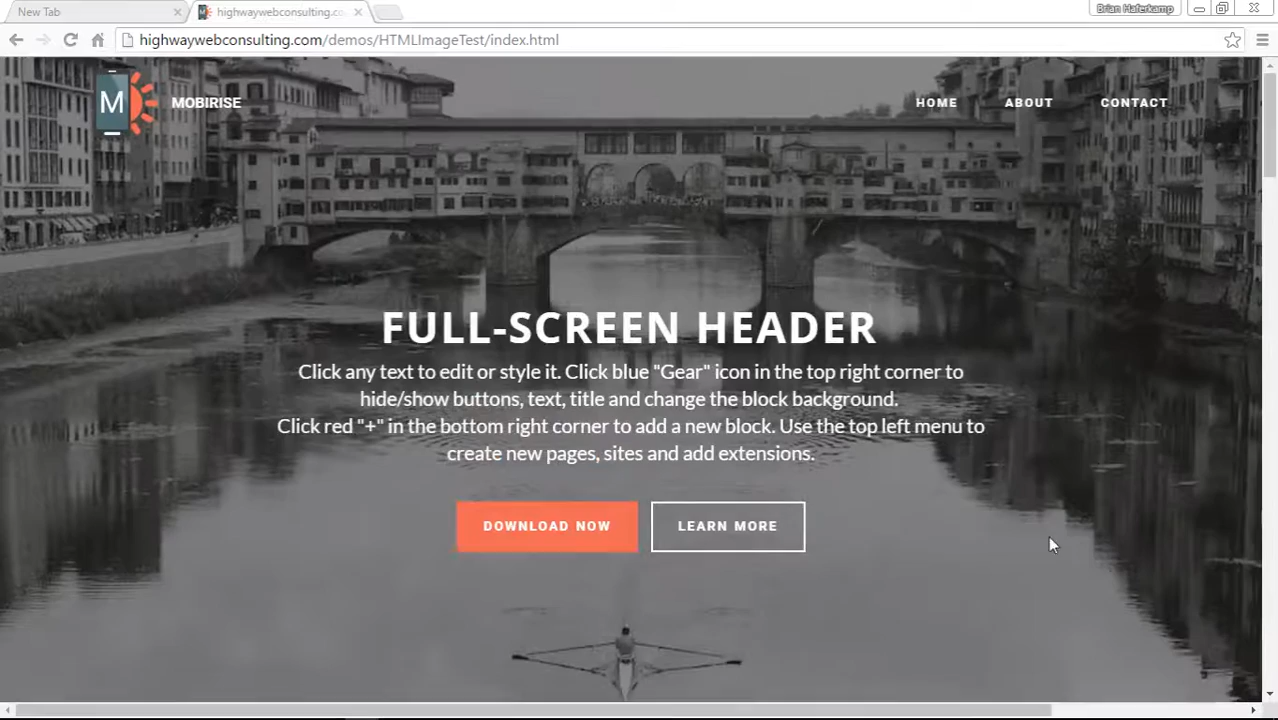 New Tab
highwaywebconsulting.co
Brian Haferkamp
highwaywebconsulting.com/demos/HTMLImageTest/index.html
M
MOBIRISE
HOME
ABOUT
CONTACT
FULL-SCREEN HEADER
Click any text to edit or style it. Click blue "Gear" icon in the top right corner to
hide/show buttons, text, title and change the block background.
Click red "+" in the bottom right corner to add a new block. Use the top left menu to
create new pages, sites and add extensions.
DOWNLOAD NOW
LEARN MORE